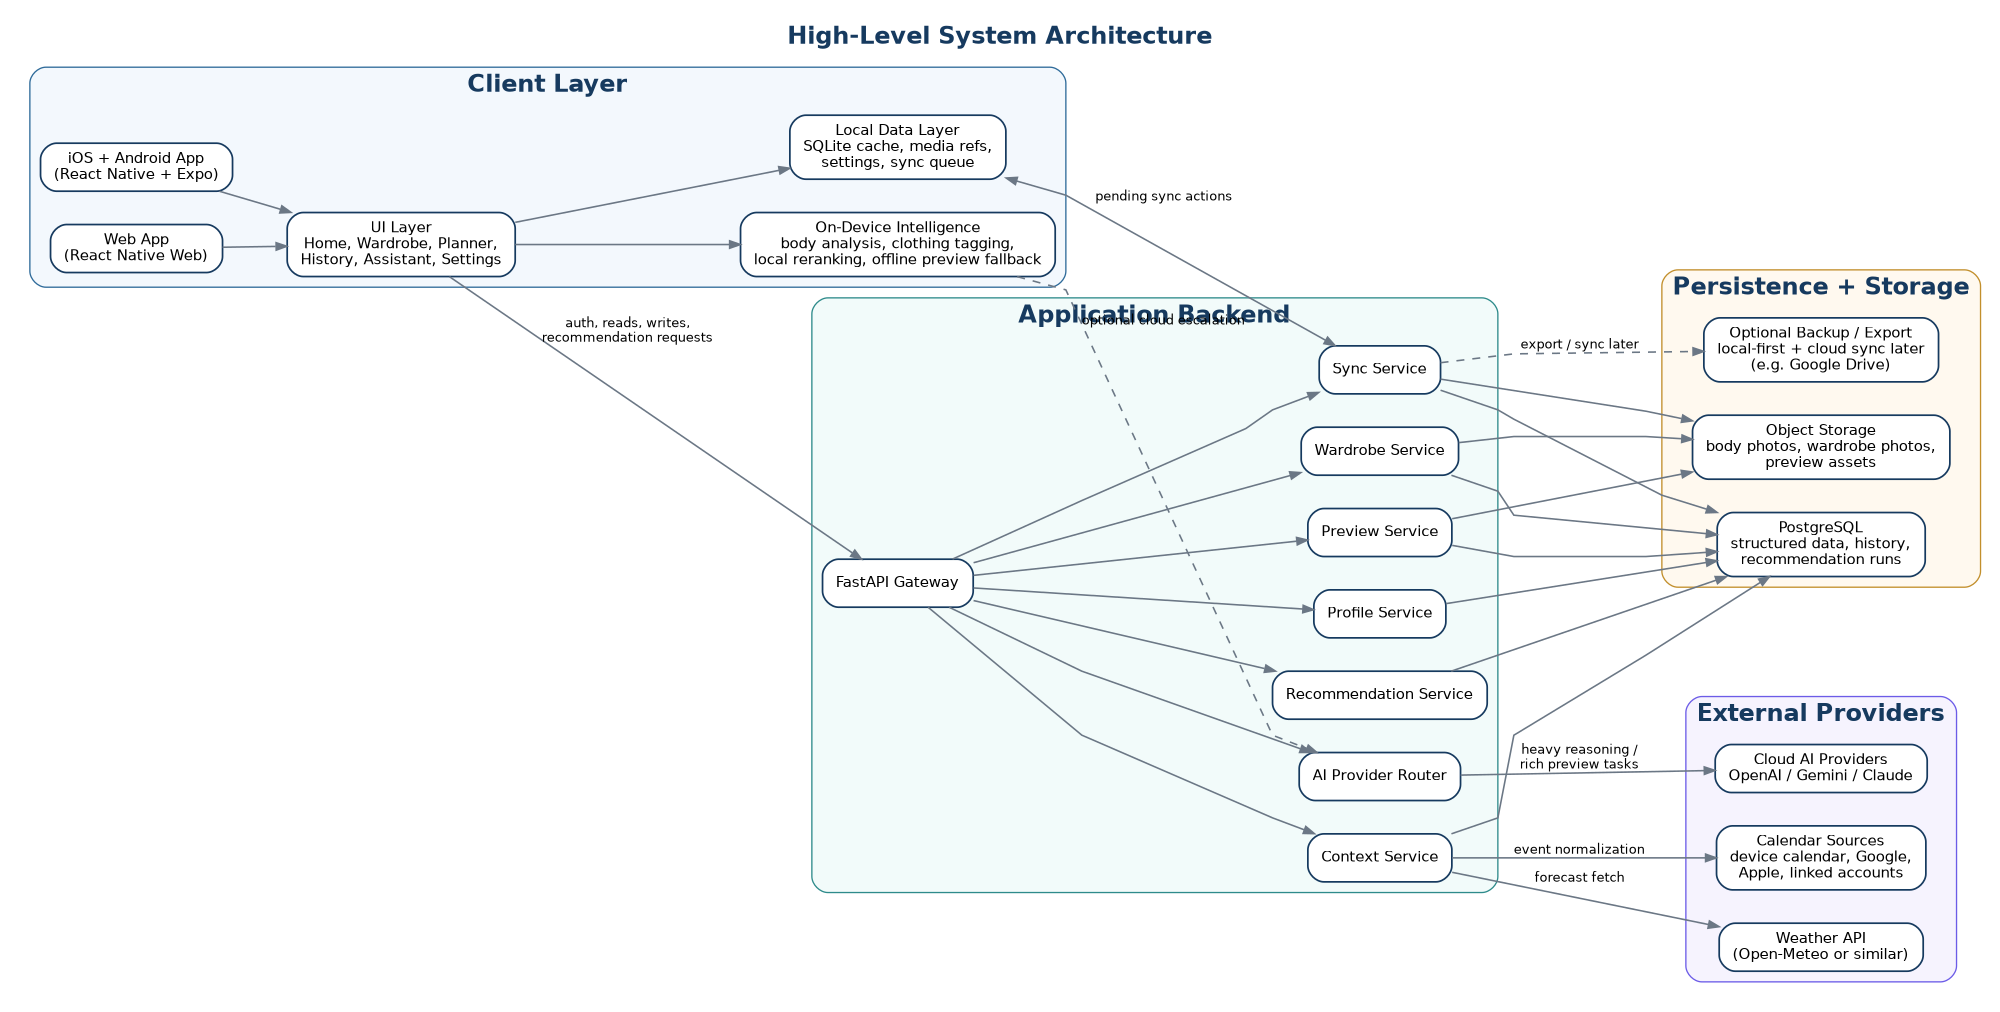 High-Level System Architecture
Client Layer
iOS + Android App
(React Native + Expo)
Web App
(React Native Web)
UI Layer
Home, Wardrobe, Planner,
History, Assistant, Settings
Local Data Layer
SQLite cache, media refs,
settings, sync queue
On-Device Intelligence
body analysis, clothing tagging,
local reranking, offline preview fallback
pending sync actions
auth, reads, writes,
recommendation requests
Application Backend
optional cloud escalation
FastAPI Gateway
Sync Service
Wardrobe Service
Preview Service
Profile Service
Recommendation Service
AI Provider Router
Context Service
export / sync later
heavy reasoning /
rich preview tasks
event normalization
forecast fetch
Persistence + Storage
Optional Backup / Export
local-first + cloud sync later
(e.g. Google Drive)
Object Storage
body photos, wardrobe photos,
preview assets
PostgreSQL
structured data, history,
recommendation runs
External Providers
Cloud AI Providers
OpenAI / Gemini / Claude
Calendar Sources
device calendar, Google,
Apple, linked accounts
Weather API
(Open-Meteo or similar)